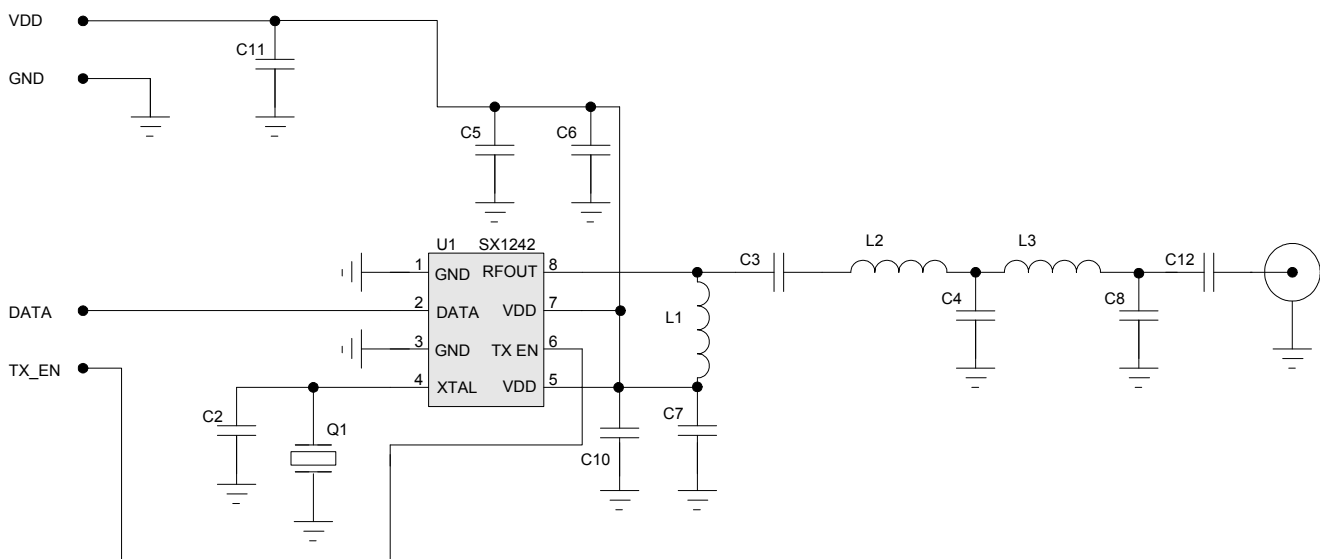 VDD
C11
GND
C5
C6
U1 SX1242
1 GND RFOUT 8
C3
L2
L3
C12
DATA
2 DATA VDD 7
L1
C4
C8
TX_EN
3 GND TX EN 6
4 XTAL VDD 5
C2
Q1
C10
C7